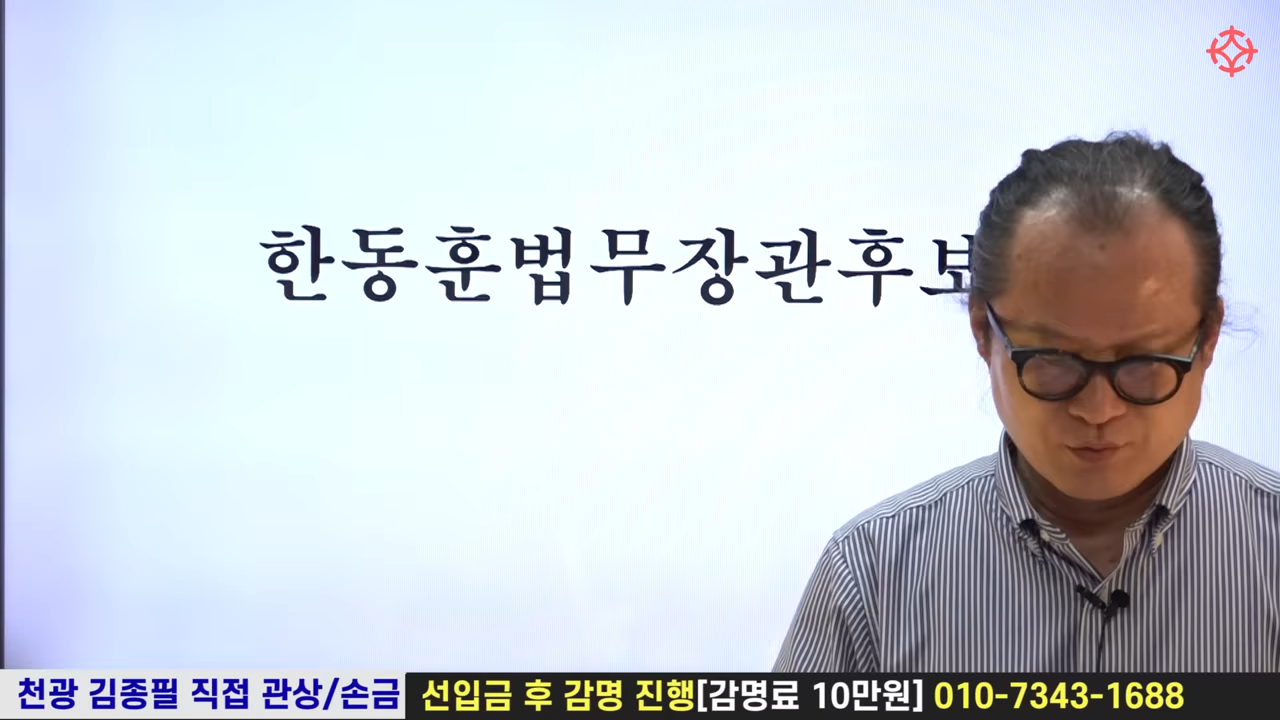 한동훈법무장관후보
천광 김종필 직접 관상/손금
선입금 후 감명 진행[감명료 10만원] 010-7343-1688